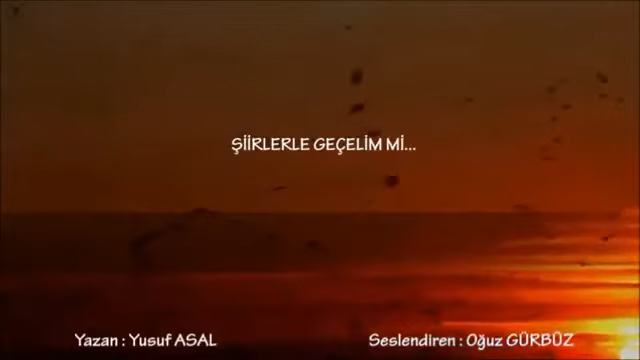 ŞİİRLERLE GEÇELİM Mİ...
Yazan : Yusuf ASAL
Seslendiren : Oğuz GÜRBÜZ